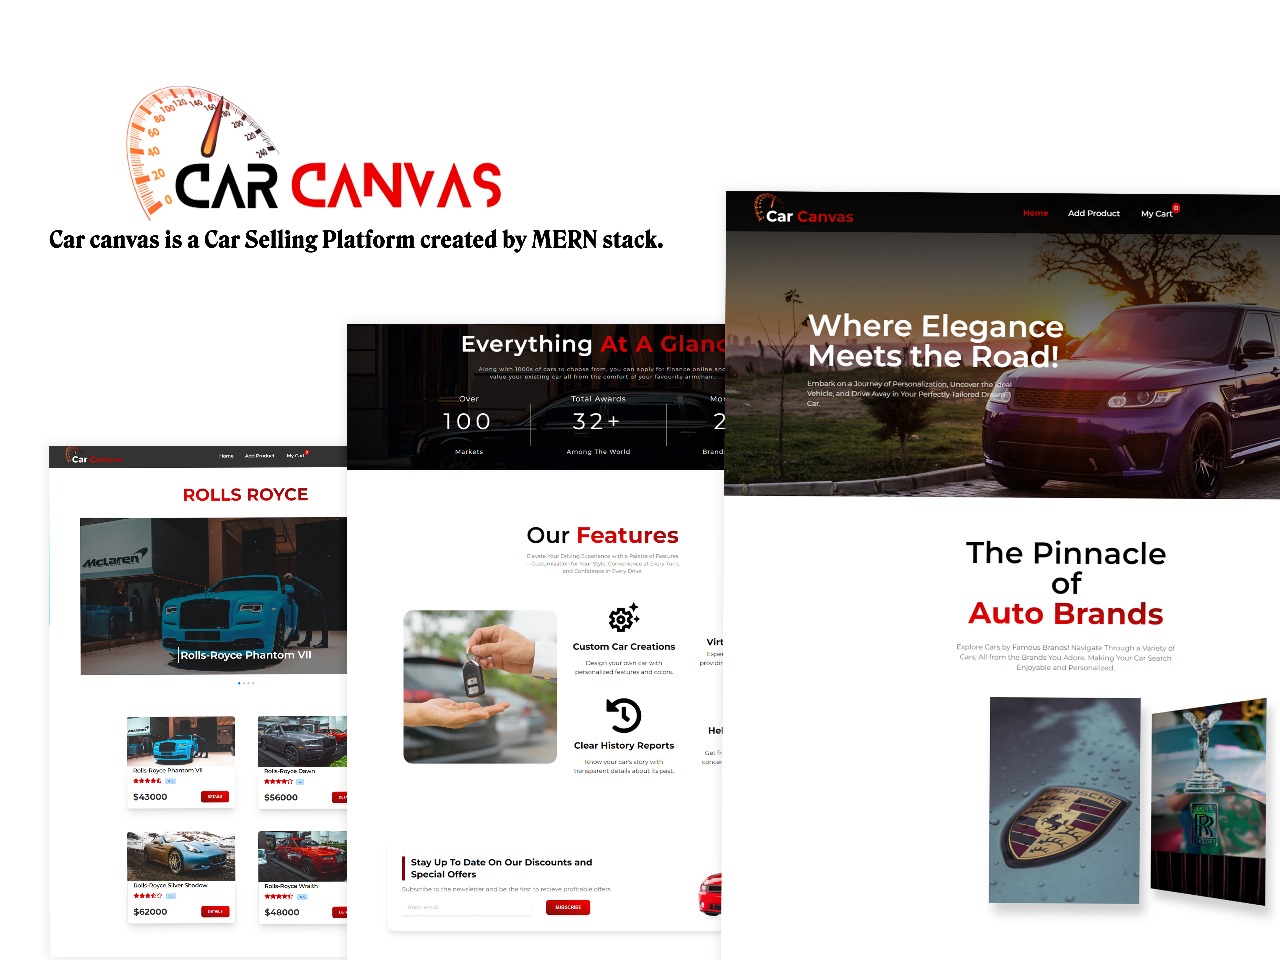 0 20 40 60 80 100 120 140 160 180 200 220 240
CAR CANVAS
Car canvas is a Car Selling Platform created by MERN stack.
Car Canvas
Home
Add Product
My Cart
0
Where Elegance
Meets the Road!
Embark on a Journey of Personalization, Uncover the Ideal
Vehicle, and Drive Away in Your Perfectly Tailored Dream
Car.
The Pinnacle
of
Auto Brands
Explore Cars by Famous Brands! Navigate Through a Variety of
Cars, All from the Brands You Adore, Making Your Car Search
Enjoyable and Personalized.
PORSCHE
ROLLS
RR
ROYCE
Everything At A Glanc
Along with 1000s of cars to choose from, you can apply for finance online and
value your existing car all from the comfort of your favourite armchair.
Over
100
Markets
Total Awards
32+
Among The World
Mor
2
Brand
Our Features
Elevate Your Driving Experience with a Palette of Features
—Customization for Your Style, Convenience at Every Turn,
and Confidence in Every Drive.
Custom Car Creations
Design your own car with
personalized features and colors.
Virt
Exper
providin
Clear History Reports
Know your car's story with
transparent details about its past.
Hel
Get fr
concer
Stay Up To Date On Our Discounts and
Special Offers
Subscribe to the newsletter and be the first to recieve profitable offers.
Enter email
SUBSCRIBE
Car Canvas
Home
Add Product
My Cart
ROLLS ROYCE
McLaren
Rolls-Royce Phantom VII
Rolls-Royce Phantom VII
$43000
DETAILS
Rolls-Royce Dawn
$56000
Rolls-Royce Silver Shadow
$62000
DETAILS
Rolls-Royce Wraith
$48000